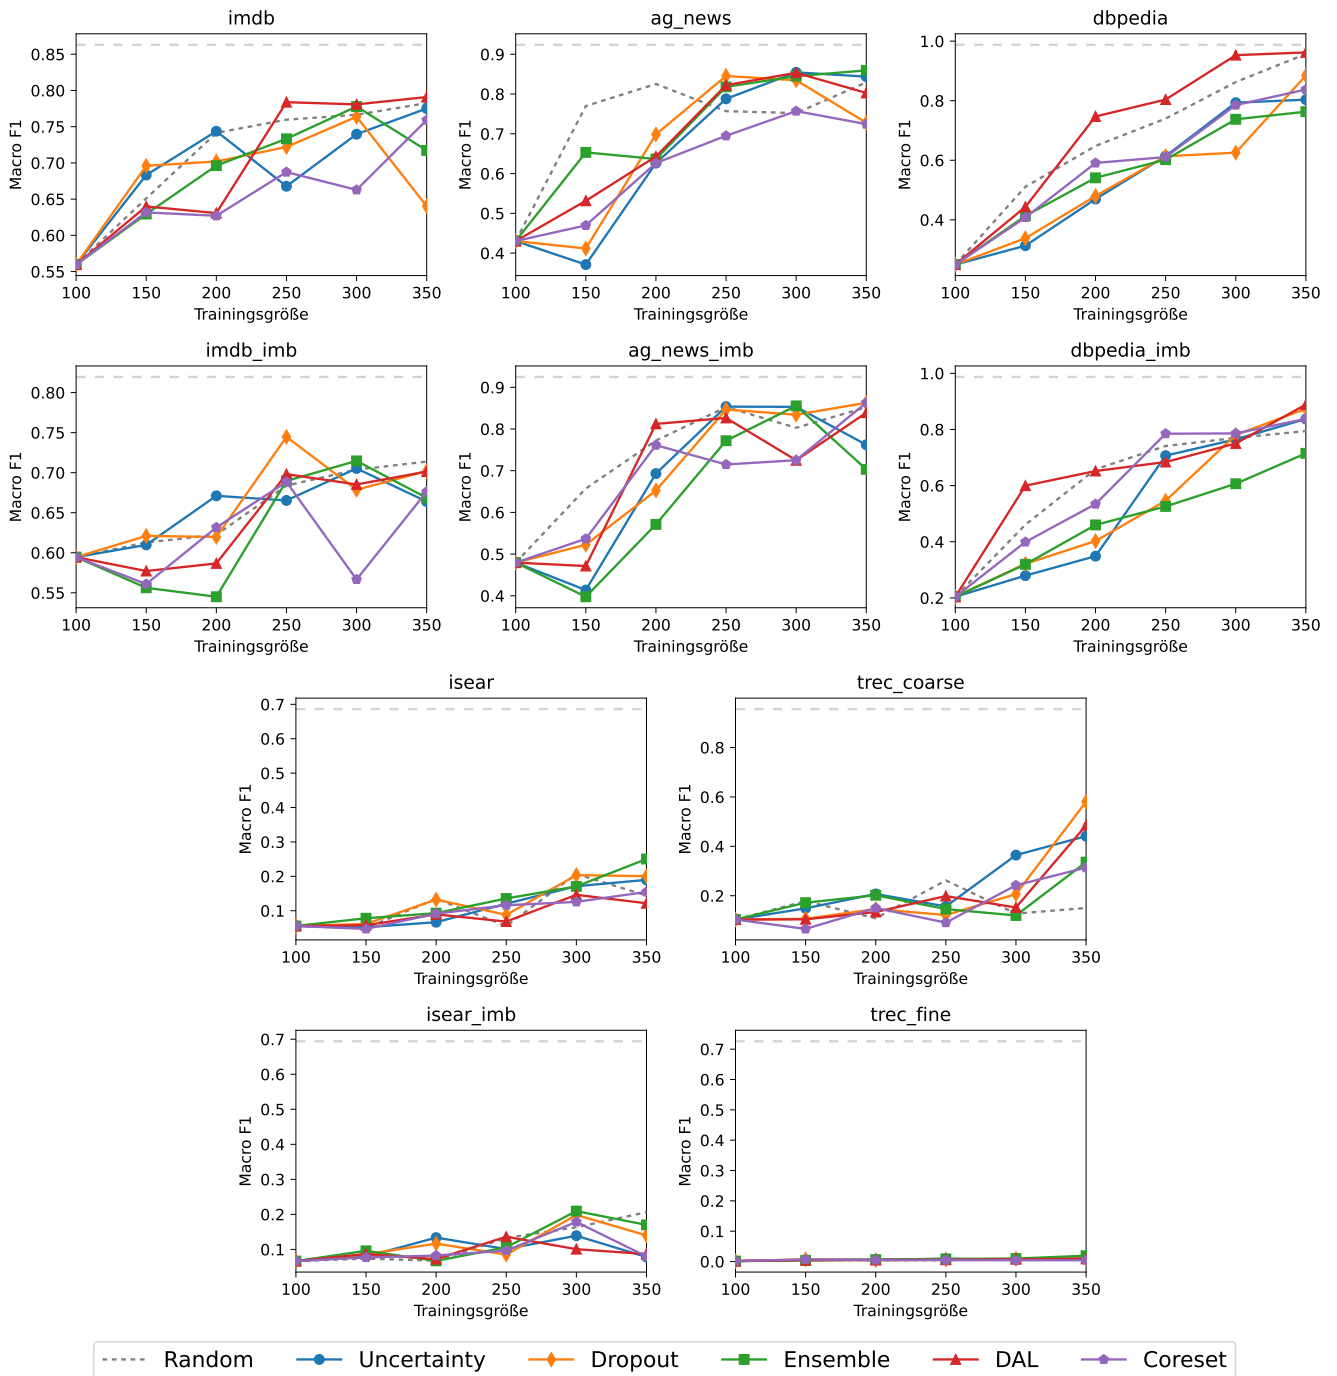 imdb
ag_news
dbpedia
Macro F1
0.85
0.80
0.75
0.70
0.65
0.60
0.55
100 150 200 250 300 350
Trainingsgröße
Macro F1
0.9
0.8
0.7
0.6
0.5
0.4
100 150 200 250 300 350
Trainingsgröße
Macro F1
1.0
0.8
0.6
0.4
100 150 200 250 300 350
Trainingsgröße
imdb_imb
ag_news_imb
dbpedia_imb
Macro F1
0.80
0.75
0.70
0.65
0.60
0.55
100 150 200 250 300 350
Trainingsgröße
Macro F1
0.9
0.8
0.7
0.6
0.5
0.4
100 150 200 250 300 350
Trainingsgröße
Macro F1
1.0
0.8
0.6
0.4
0.2
100 150 200 250 300 350
Trainingsgröße
isear
trec_coarse
Macro F1
0.7
0.6
0.5
0.4
0.3
0.2
0.1
100 150 200 250 300 350
Trainingsgröße
Macro F1
0.8
0.6
0.4
0.2
100 150 200 250 300 350
Trainingsgröße
isear_imb
trec_fine
Macro F1
0.7
0.6
0.5
0.4
0.3
0.2
0.1
100 150 200 250 300 350
Trainingsgröße
Macro F1
0.7
0.6
0.5
0.4
0.3
0.2
0.1
0.0
100 150 200 250 300 350
Trainingsgröße
Random Uncertainty Dropout Ensemble DAL Coreset